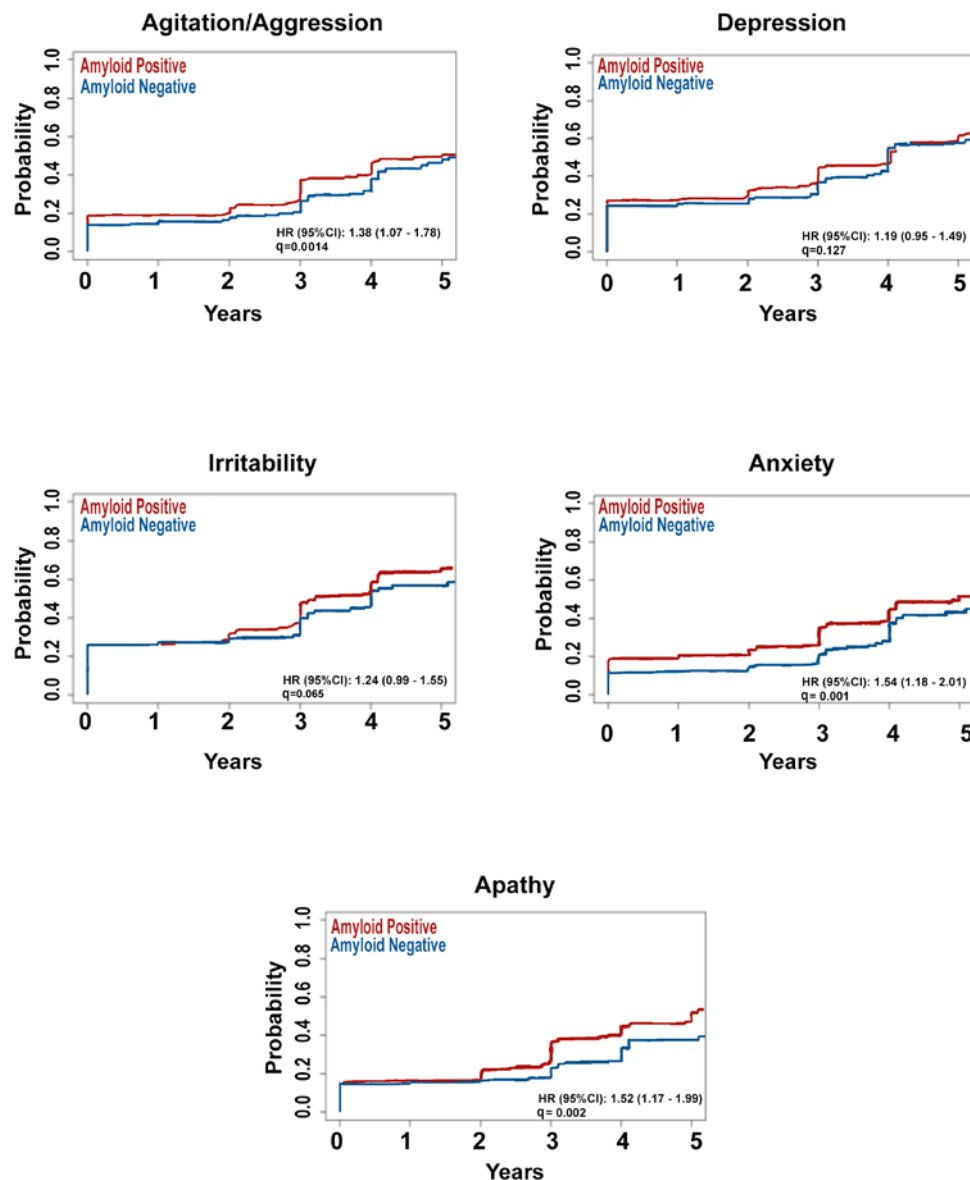 Agitation/Aggression
Probability
1.0
0.8
0.6
0.4
0.2
0.0
Amyloid Positive
Amyloid Negative
HR (95%CI): 1.38 (1.07 - 1.78)
q=0.0014
0 1 2 3 4 5
Years
Depression
Probability
1.0
0.8
0.6
0.4
0.2
0.0
Amyloid Positive
Amyloid Negative
HR (95%CI): 1.19 (0.95 - 1.49)
q=0.127
0 1 2 3 4 5
Years
Irritability
Probability
1.0
0.8
0.6
0.4
0.2
0.0
Amyloid Positive
Amyloid Negative
HR (95%CI): 1.24 (0.99 - 1.55)
q=0.065
0 1 2 3 4 5
Years
Anxiety
Probability
1.0
0.8
0.6
0.4
0.2
0.0
Amyloid Positive
Amyloid Negative
HR (95%CI): 1.54 (1.18 - 2.01)
q= 0.001
0 1 2 3 4 5
Years
Apathy
Probability
1.0
0.8
0.6
0.4
0.2
0.0
Amyloid Positive
Amyloid Negative
HR (95%CI): 1.52 (1.17 - 1.99)
q= 0.002
0 1 2 3 4 5
Years